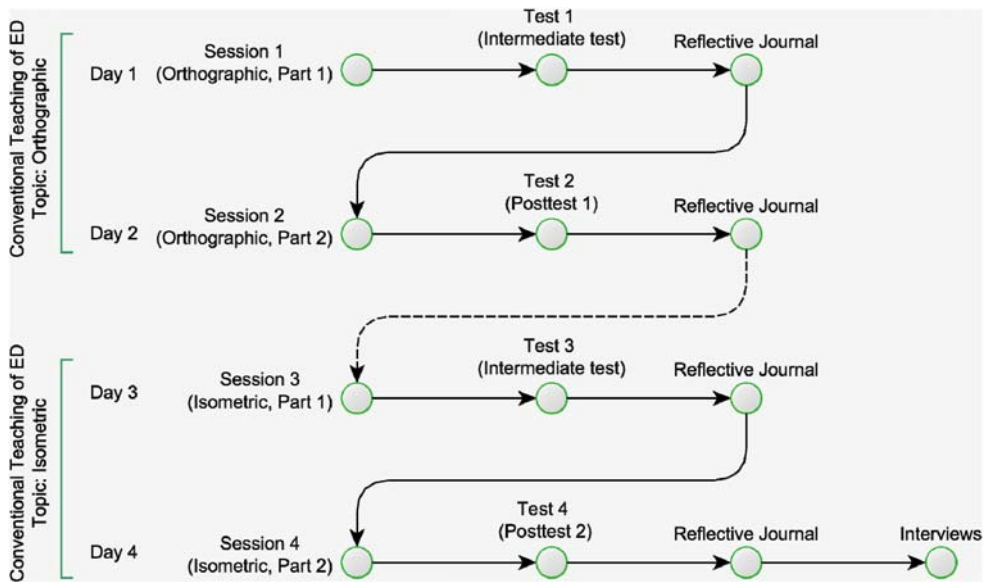 Conventional Teaching of ED
Topic: Orthographic
Day 1
Session 1
(Orthographic, Part 1)
Test 1
(Intermediate test)
Reflective Journal
Day 2
Session 2
(Orthographic, Part 2)
Test 2
(Posttest 1)
Reflective Journal
Conventional Teaching of ED
Topic: Isometric
Day 3
Session 3
(Isometric, Part 1)
Test 3
(Intermediate test)
Reflective Journal
Day 4
Session 4
(Isometric, Part 2)
Test 4
(Posttest 2)
Reflective Journal
Interviews